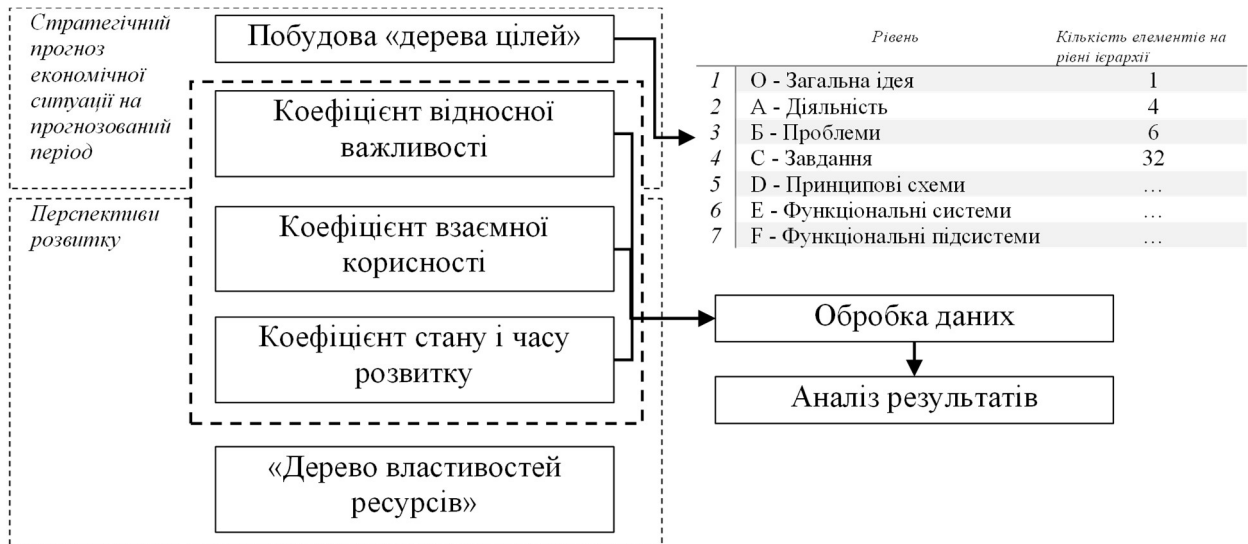 Стратегічний
прогноз
економічної
ситуації на
прогнозований
період
Побудова «дерева цілей»
Коефіцієнт відносної
важливості
Перспективи
розвитку
Коефіцієнт взаємної
корисності
Коефіцієнт стану і часу
розвитку
«Дерево властивостей
ресурсів»
Рівень Кількість елементів на
рівні ієрархії
1 О - Загальна ідея 1
2 А - Діяльність 4
3 Б - Проблеми 6
4 С - Завдання 32
5 D - Принципові схеми …
6 Е - Функціональні системи …
7 F - Функціональні підсистеми …
Обробка даних
Аналіз результатів